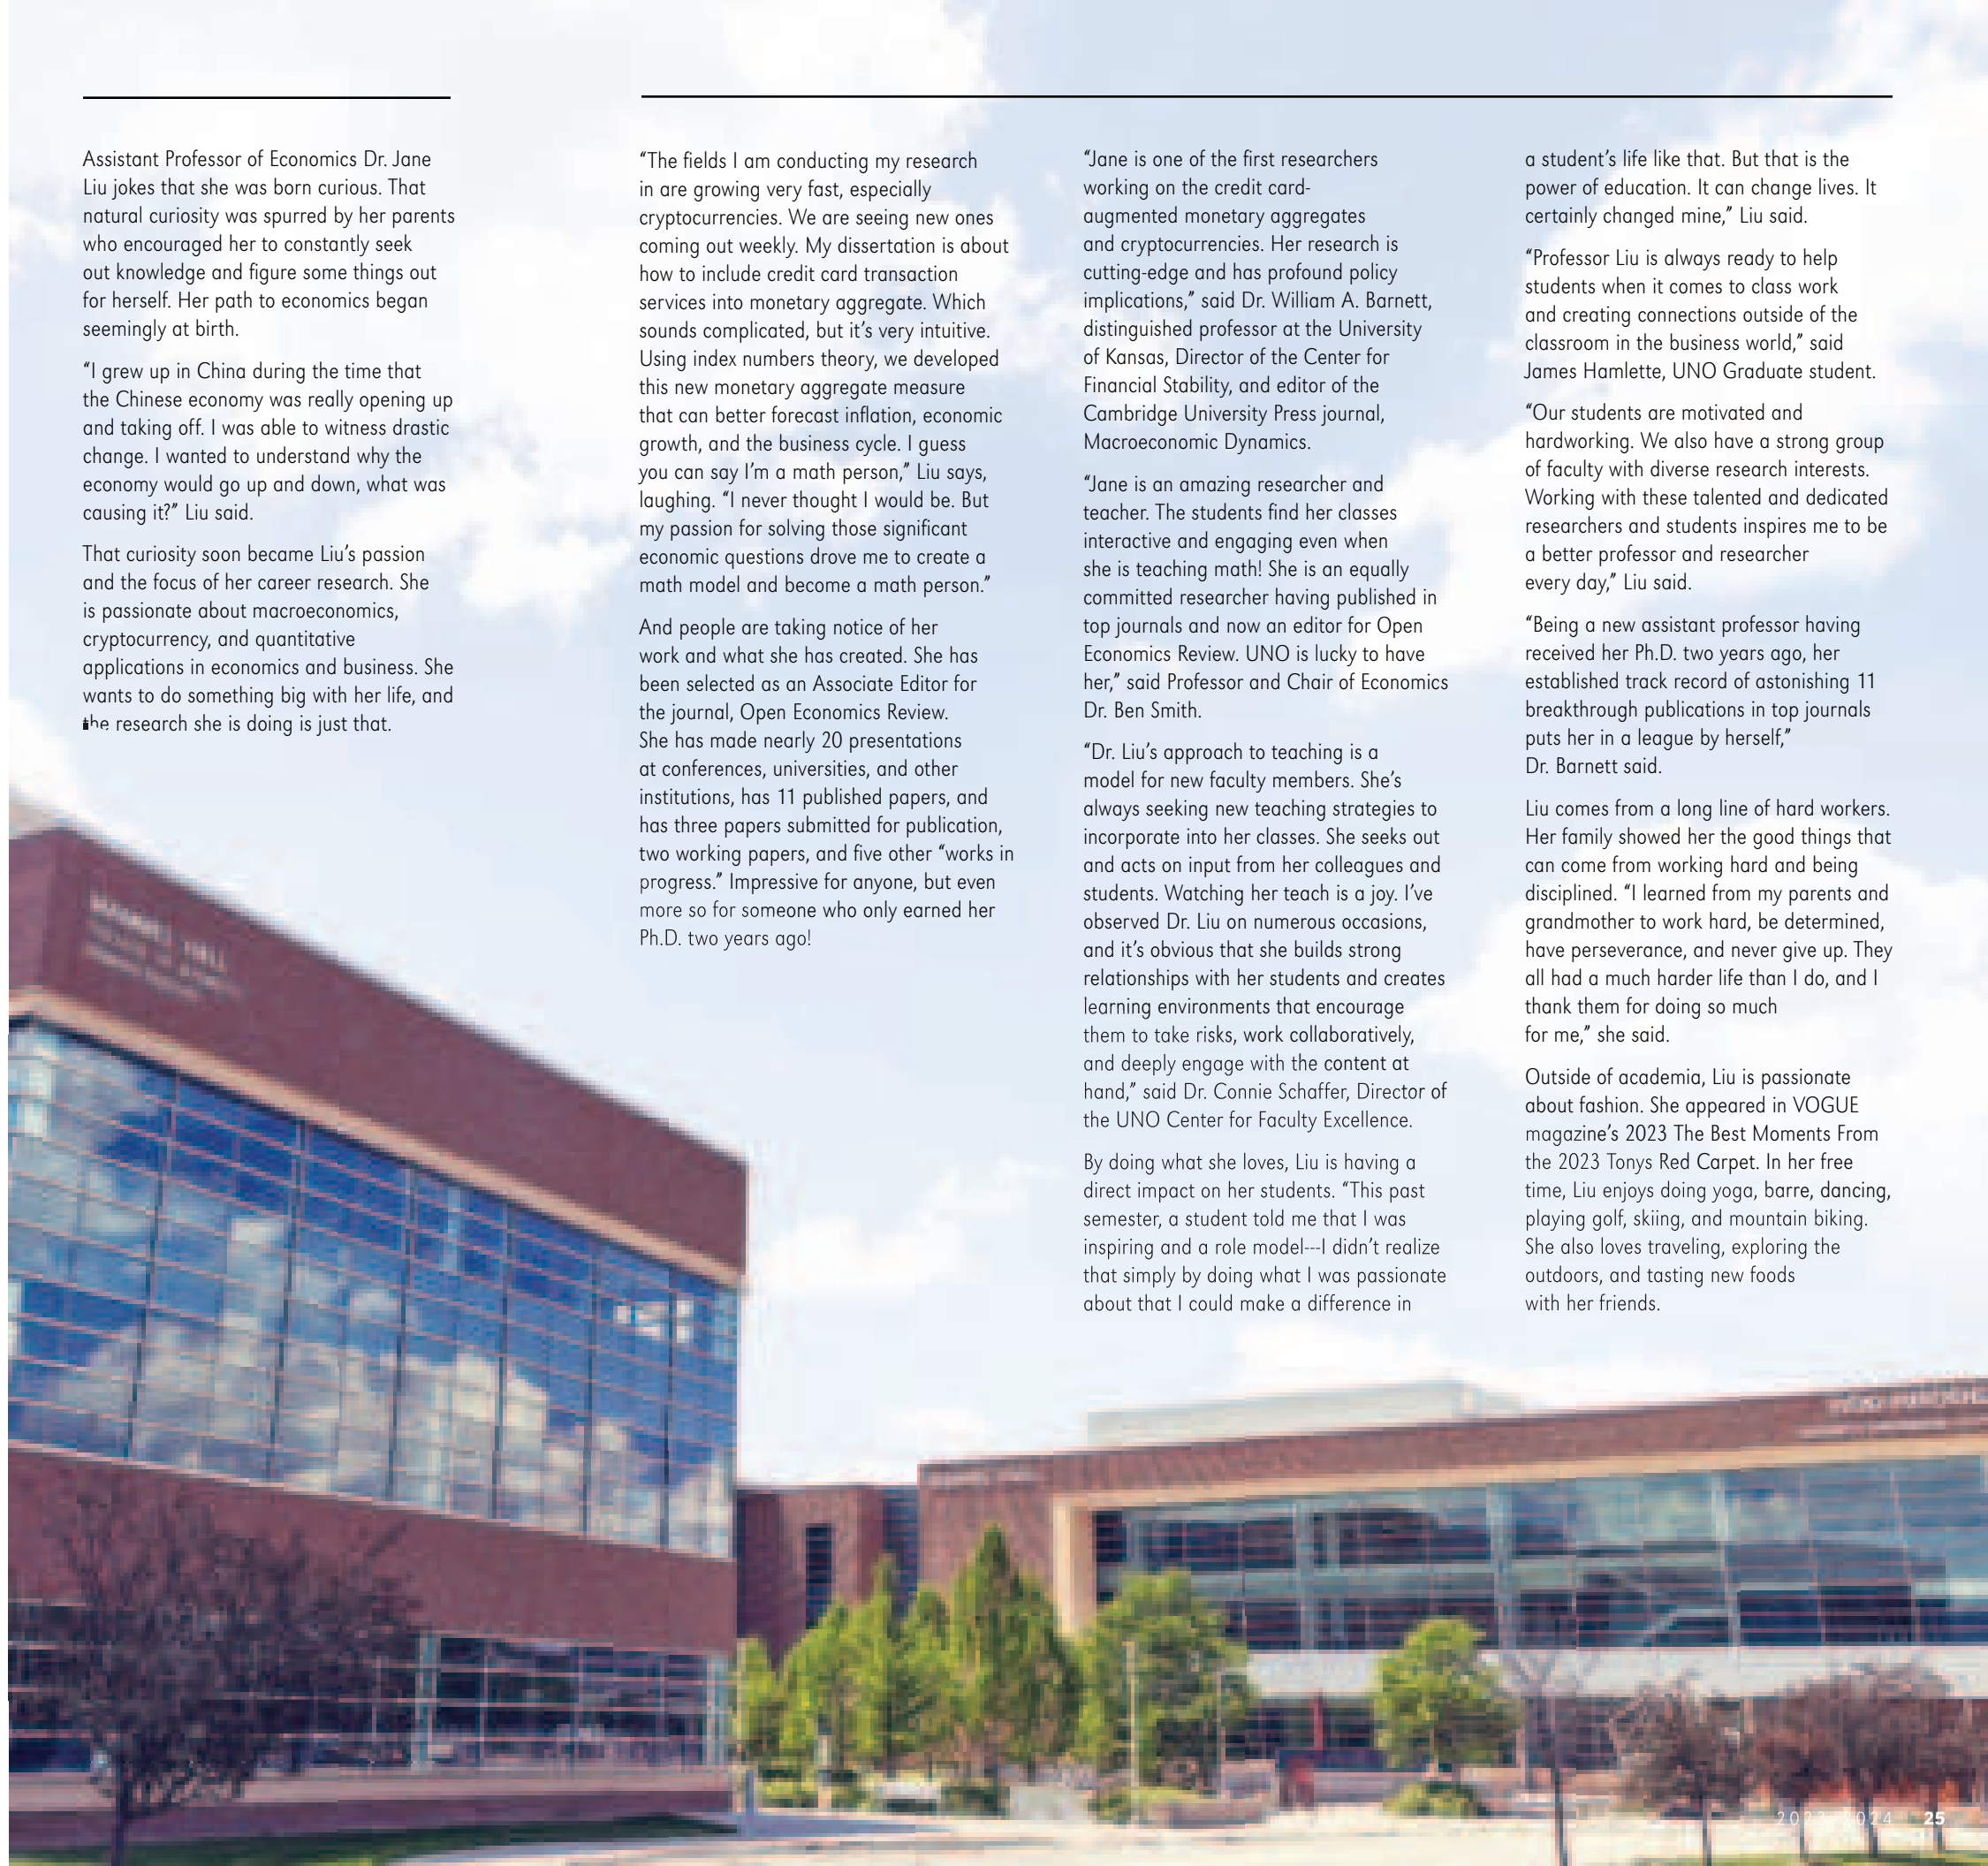 Assistant Professor of Economics Dr. Jane
Liu jokes that she was born curious. That
natural curiosity was spurred by her parents
who encouraged her to constantly seek
out knowledge and figure some things out
for herself. Her path to economics began
seemingly at birth.
“I grew up in China during the time that
the Chinese economy was really opening up
and taking off. I was able to witness drastic
change. I wanted to understand why the
economy would go up and down, what was
causing it?” Liu said.
That curiosity soon became Liu’s passion
and the focus of her career research. She
is passionate about macroeconomics,
cryptocurrency, and quantitative
applications in economics and business. She
wants to do something big with her life, and
the research she is doing is just that.
“The fields I am conducting my research
in are growing very fast, especially
cryptocurrencies. We are seeing new ones
coming out weekly. My dissertation is about
how to include credit card transaction
services into monetary aggregate. Which
sounds complicated, but it’s very intuitive.
Using index numbers theory, we developed
this new monetary aggregate measure
that can better forecast inflation, economic
growth, and the business cycle. I guess
you can say I’m a math person,” Liu says,
laughing. “I never thought I would be. But
my passion for solving those significant
economic questions drove me to create a
math model and become a math person.”
And people are taking notice of her
work and what she has created. She has
been selected as an Associate Editor for
the journal, Open Economics Review.
She has made nearly 20 presentations
at conferences, universities, and other
institutions, has 11 published papers, and
has three papers submitted for publication,
two working papers, and five other “works in
progress.” Impressive for anyone, but even
more so for someone who only earned her
Ph.D. two years ago!
“Jane is one of the first researchers
working on the credit card-
augmented monetary aggregates
and cryptocurrencies. Her research is
cutting-edge and has profound policy
implications,” said Dr. William A. Barnett,
distinguished professor at the University
of Kansas, Director of the Center for
Financial Stability, and editor of the
Cambridge University Press journal,
Macroeconomic Dynamics.
“Jane is an amazing researcher and
teacher. The students find her classes
interactive and engaging even when
she is teaching math! She is an equally
committed researcher having published in
top journals and now an editor for Open
Economics Review. UNO is lucky to have
her,” said Professor and Chair of Economics
Dr. Ben Smith.
“Dr. Liu’s approach to teaching is a
model for new faculty members. She’s
always seeking new teaching strategies to
incorporate into her classes. She seeks out
and acts on input from her colleagues and
students. Watching her teach is a joy. I’ve
observed Dr. Liu on numerous occasions,
and it’s obvious that she builds strong
relationships with her students and creates
learning environments that encourage
them to take risks, work collaboratively,
and deeply engage with the content at
hand,” said Dr. Connie Schaffer, Director of
the UNO Center for Faculty Excellence.
By doing what she loves, Liu is having a
direct impact on her students. “This past
semester, a student told me that I was
inspiring and a role model---I didn’t realize
that simply by doing what I was passionate
about that I could make a difference in
a student’s life like that. But that is the
power of education. It can change lives. It
certainly changed mine,” Liu said.
“Professor Liu is always ready to help
students when it comes to class work
and creating connections outside of the
classroom in the business world,” said
James Hamlette, UNO Graduate student.
“Our students are motivated and
hardworking. We also have a strong group
of faculty with diverse research interests.
Working with these talented and dedicated
researchers and students inspires me to be
a better professor and researcher
every day,” Liu said.
“Being a new assistant professor having
received her Ph.D. two years ago, her
established track record of astonishing 11
breakthrough publications in top journals
puts her in a league by herself,”
Dr. Barnett said.
Liu comes from a long line of hard workers.
Her family showed her the good things that
can come from working hard and being
disciplined. “I learned from my parents and
grandmother to work hard, be determined,
have perseverance, and never give up. They
all had a much harder life than I do, and I
thank them for doing so much
for me,” she said.
Outside of academia, Liu is passionate
about fashion. She appeared in VOGUE
magazine’s 2023 The Best Moments From
the 2023 Tonys Red Carpet. In her free
time, Liu enjoys doing yoga, barre, dancing,
playing golf, skiing, and mountain biking.
She also loves traveling, exploring the
outdoors, and tasting new foods
with her friends.
HALL
25